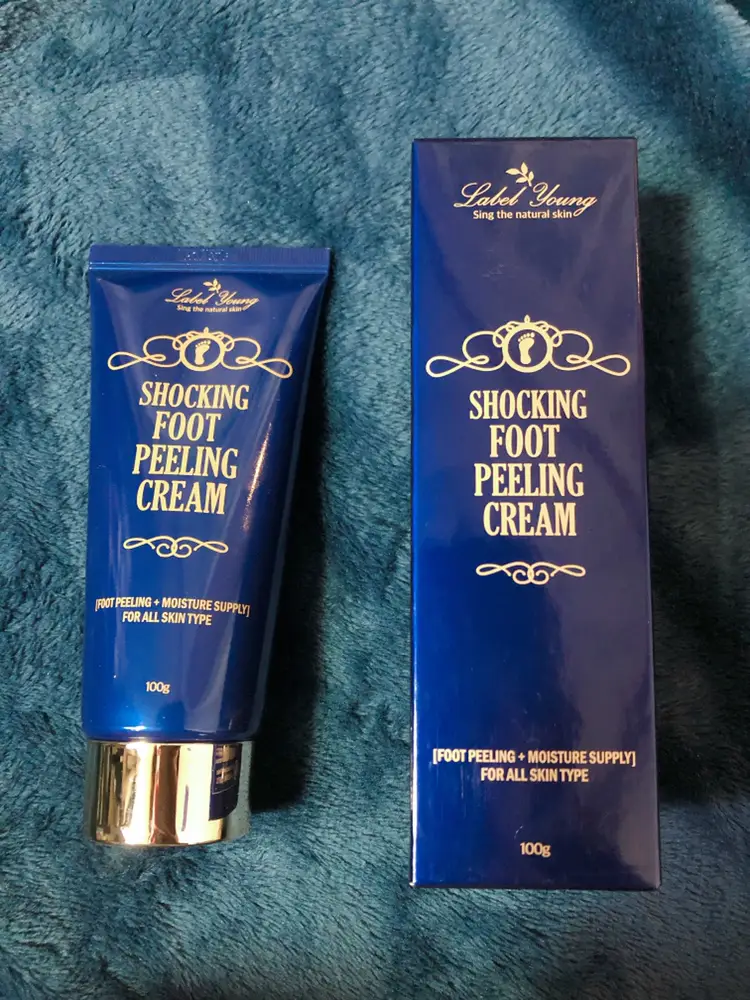 Label Young
Sing the natural skin
SHOCKING
FOOT
PEELING
CREAM
[FOOT PEELING + MOISTURE SUPPLY]
FOR ALL SKIN TYPE
100g
Label Young
Sing the natural skin
SHOCKING
FOOT
PEELING
CREAM
[FOOT PEELING + MOISTURE SUPPLY]
FOR ALL SKIN TYPE
100g